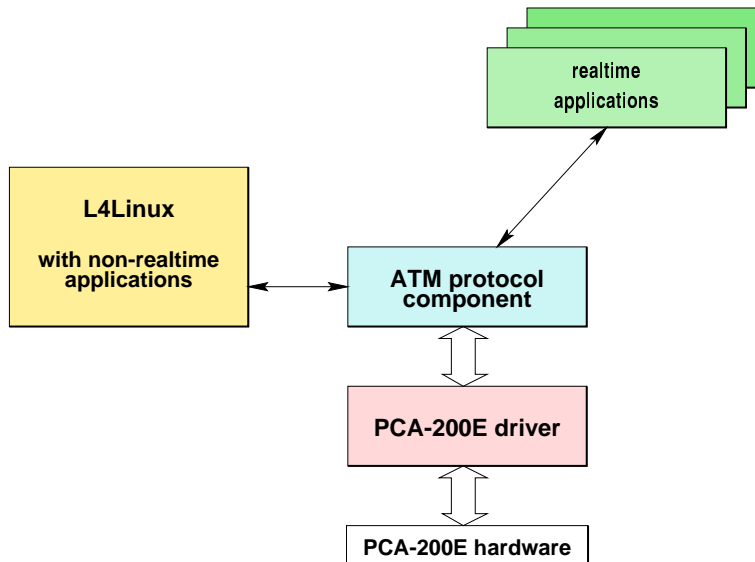 realtime
applications
L4Linux
with non-realtime
applications
ATM protocol
component
PCA-200E driver
PCA-200E hardware